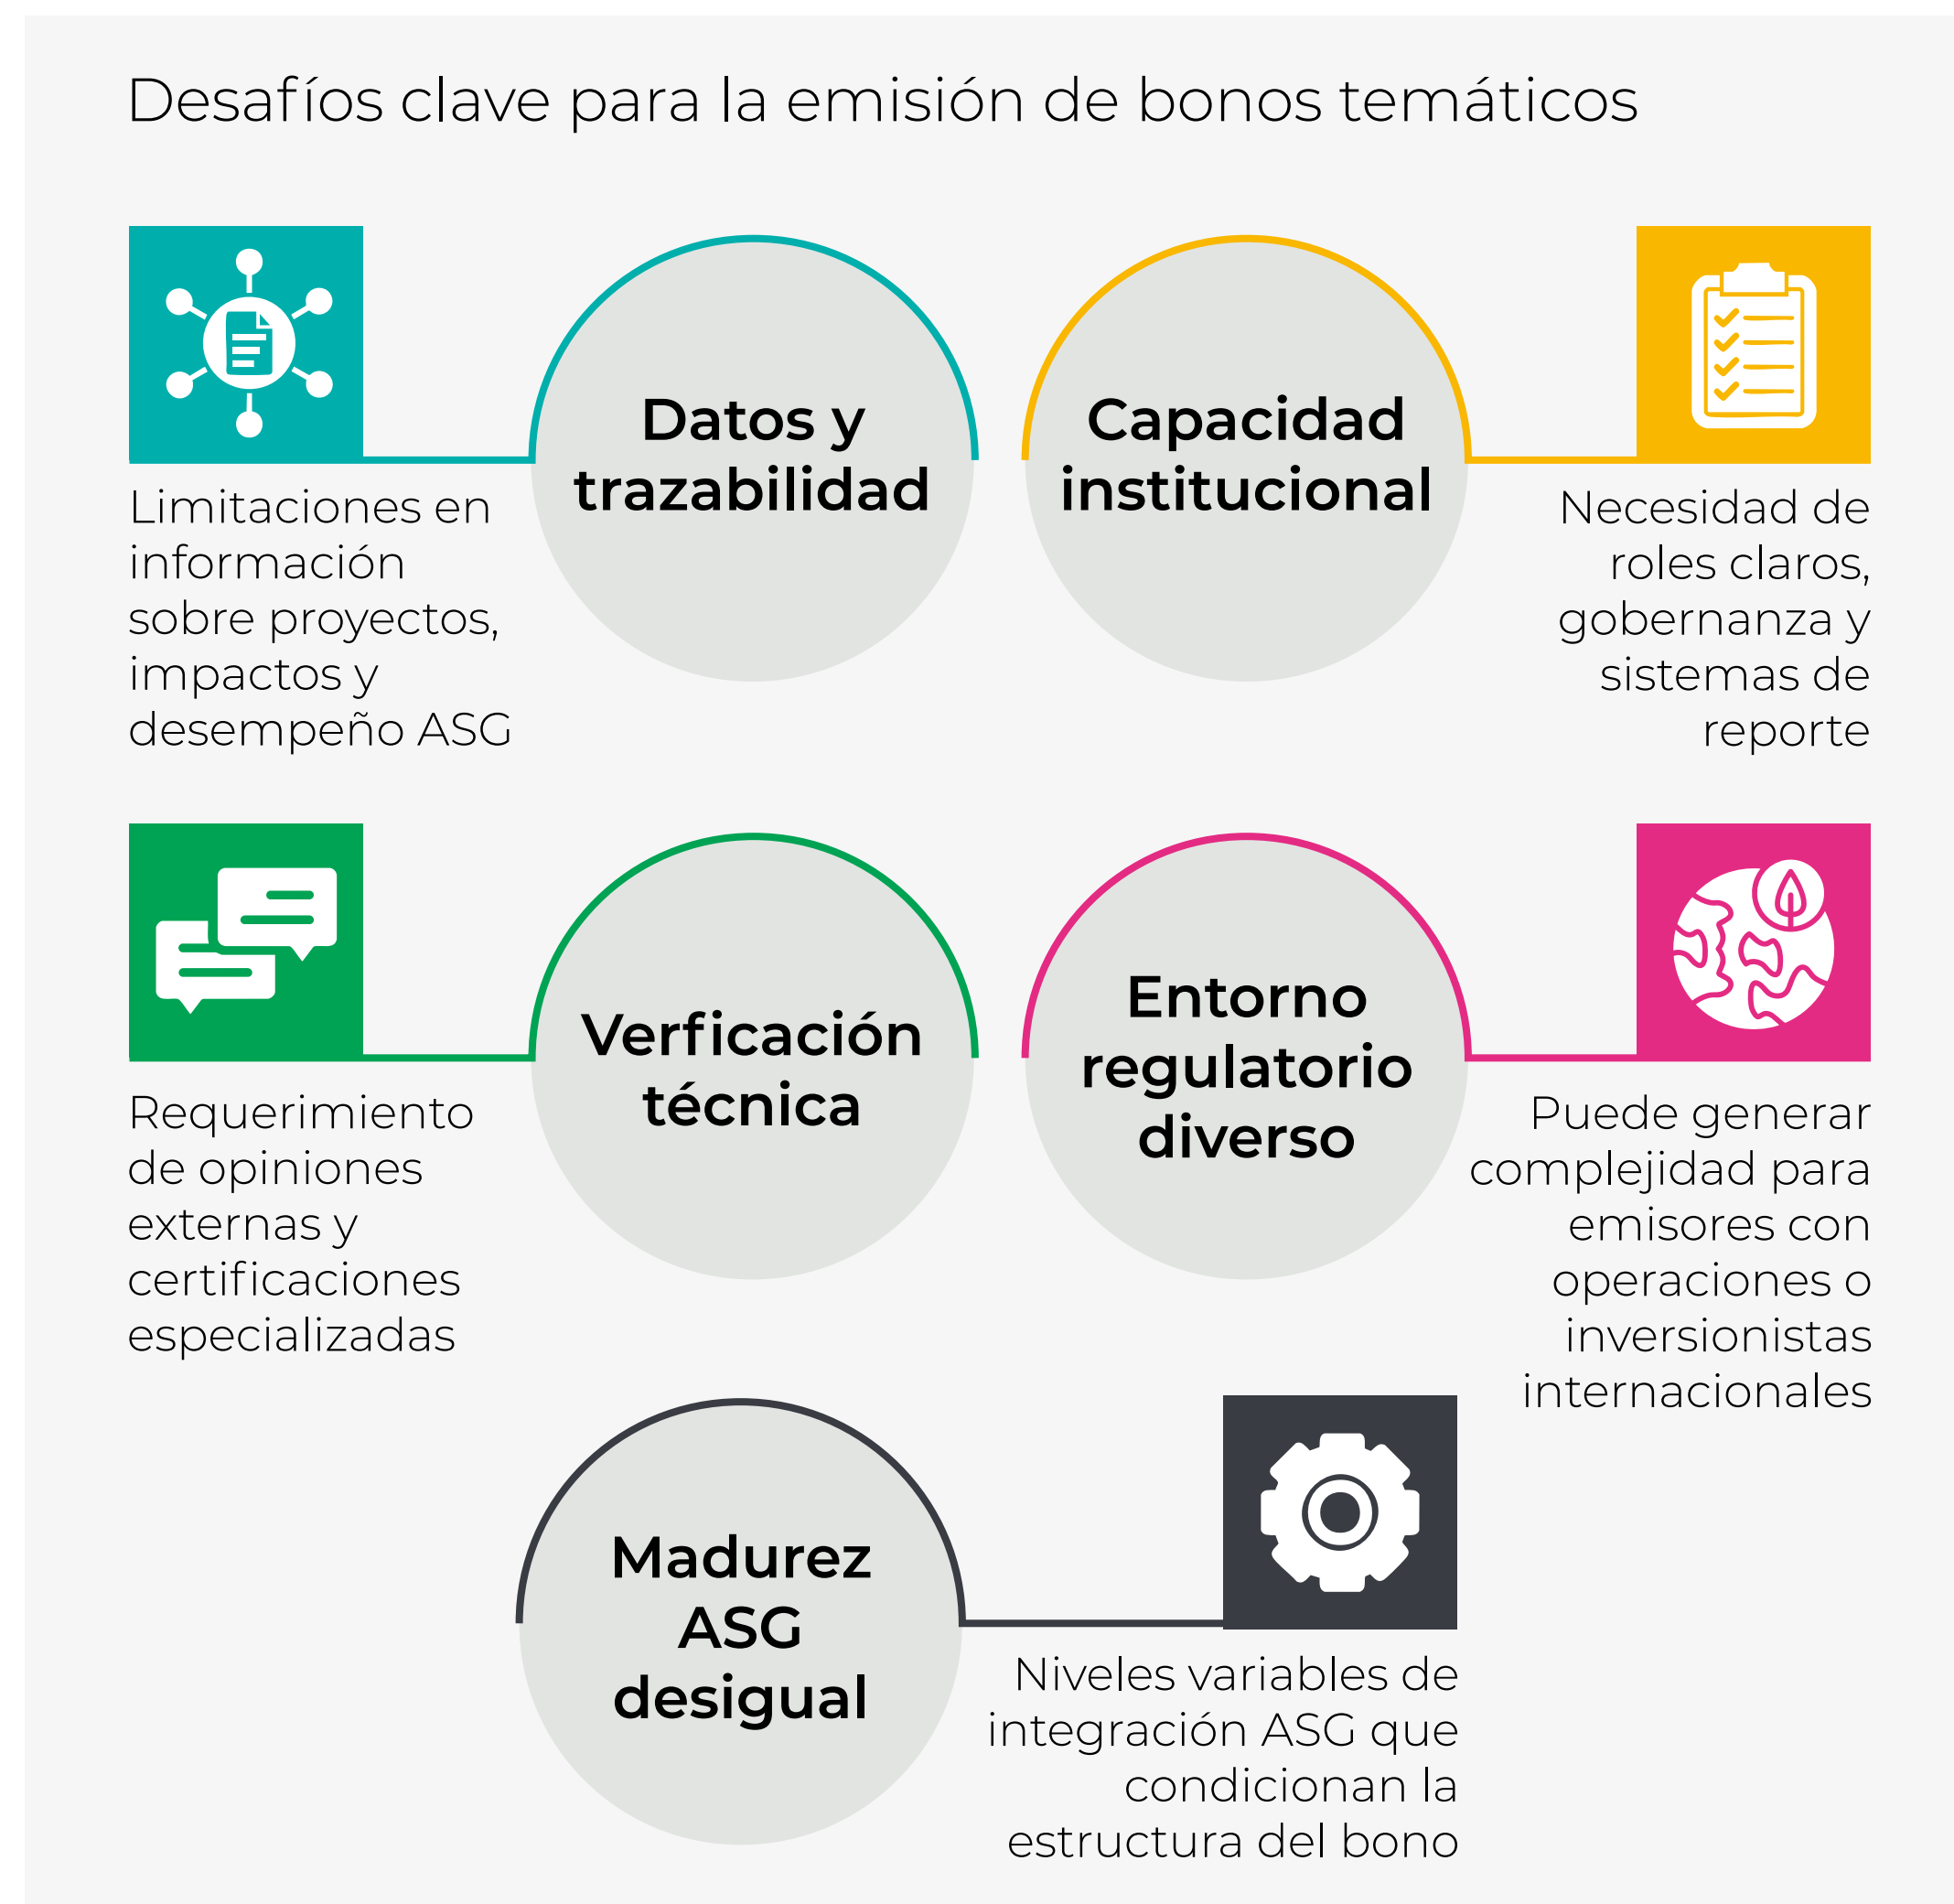 Desafíos clave para la emisión de bonos temáticos
Datos y
trazabilidad
Limitaciones en
información
sobre proyectos,
impactos y
desempeño ASG
Capacidad
institucional
Necesidad de
roles claros,
gobernanza y
sistemas de
reporte
Verficación
técnica
Requerimiento
de opiniones
externas y
certificaciones
especializadas
Entorno
regulatorio
diverso
Puede generar
complejidad para
emisores con
operaciones o
inversionistas
internacionales
Madurez
ASG
desigual
Niveles variables de
integración ASG que
condicionan la
estructura del bono